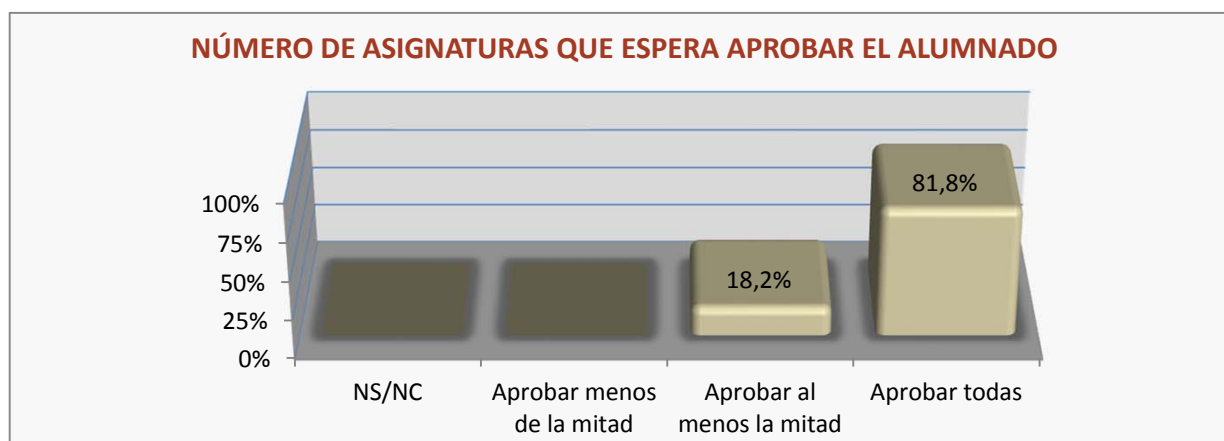 NÚMERO DE ASIGNATURAS QUE ESPERA APROBAR EL ALUMNADO
81,8%
18,2%
100%
75%
50%
25%
0%
NS/NC
Aprobar menos
de la mitad
Aprobar al
menos la mitad
Aprobar todas